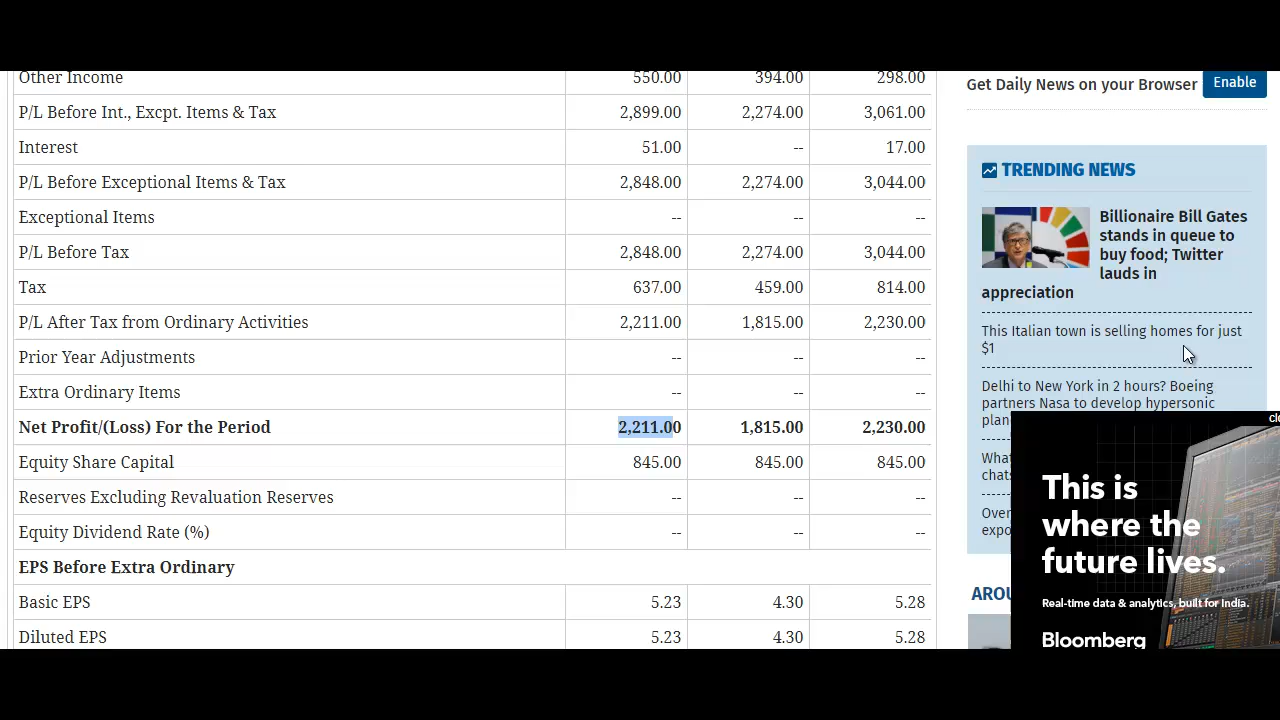 Other Income 550.00 394.00 298.00
P/L Before Int., Excpt. Items & Tax 2,899.00 2,274.00 3,061.00
Interest 51.00 -- 17.00
P/L Before Exceptional Items & Tax 2,848.00 2,274.00 3,044.00
Exceptional Items -- -- --
P/L Before Tax 2,848.00 2,274.00 3,044.00
Tax 637.00 459.00 814.00
P/L After Tax from Ordinary Activities 2,211.00 1,815.00 2,230.00
Prior Year Adjustments -- -- --
Extra Ordinary Items -- -- --
Net Profit/(Loss) For the Period 2,211.00 1,815.00 2,230.00
Equity Share Capital 845.00 845.00 845.00
Reserves Excluding Revaluation Reserves -- -- --
Equity Dividend Rate (%) -- -- --
EPS Before Extra Ordinary
Basic EPS 5.23 4.30 5.28
Diluted EPS 5.23 4.30 5.28
Get Daily News on your Browser Enable
TRENDING NEWS
Billionaire Bill Gates
stands in queue to
buy food; Twitter
lauds in
appreciation
This Italian town is selling homes for just
$1
Delhi to New York in 2 hours? Boeing
partners Nasa to develop hypersonic
This is
where the
future lives.
Real-time data & analytics, built for India.
Bloomberg